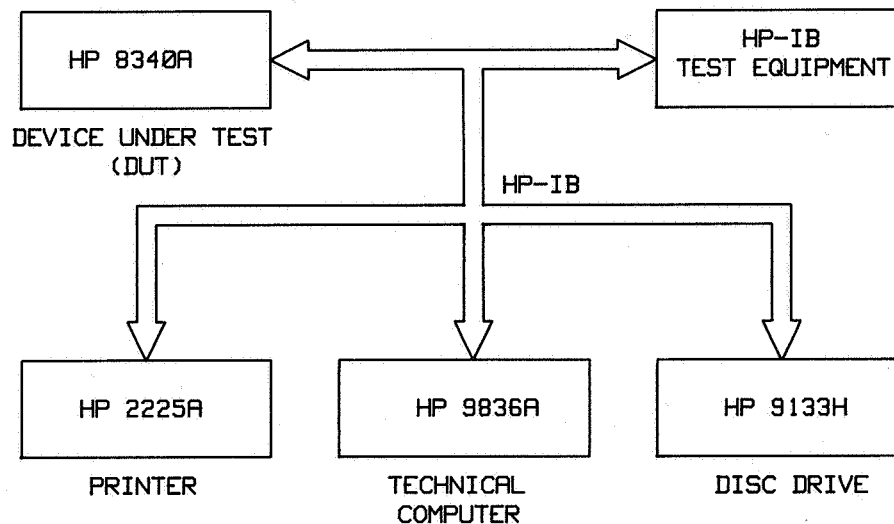 HP 8340A
HP-IB
TEST EQUIPMENT
DEVICE UNDER TEST
(DUT)
HP-IB
HP 2225A
HP 9836A
HP 9133H
PRINTER
TECHNICAL
COMPUTER
DISC DRIVE